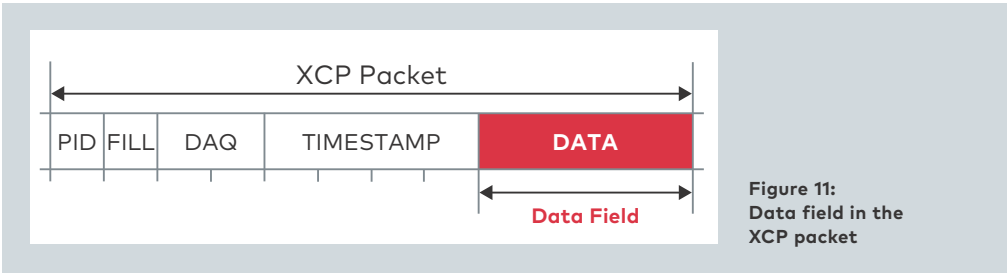 XCP Packet
PID FILL DAQ TIMESTAMP DATA
Data Field
Figure 11:
Data field in the
XCP packet